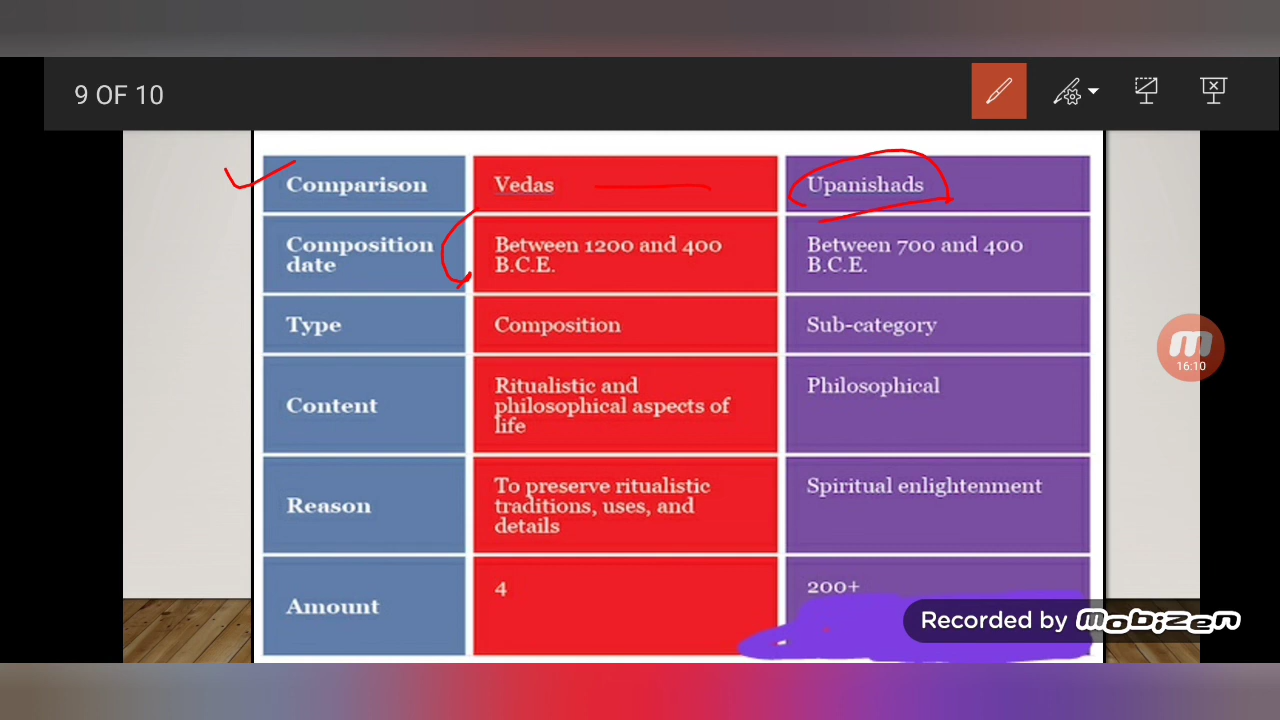 9 OF 10
Comparison
Vedas
Upanishads
Composition
date
Between 1200 and 400
B.C.E.
Between 700 and 400
B.C.E.
Type
Composition
Sub-category
Content
Ritualistic and
philosophical aspects of
life
Philosophical
Reason
To preserve ritualistic
traditions, uses, and
details
Spiritual enlightenment
Amount
4
200+
m
16:10
Recorded by mobizen